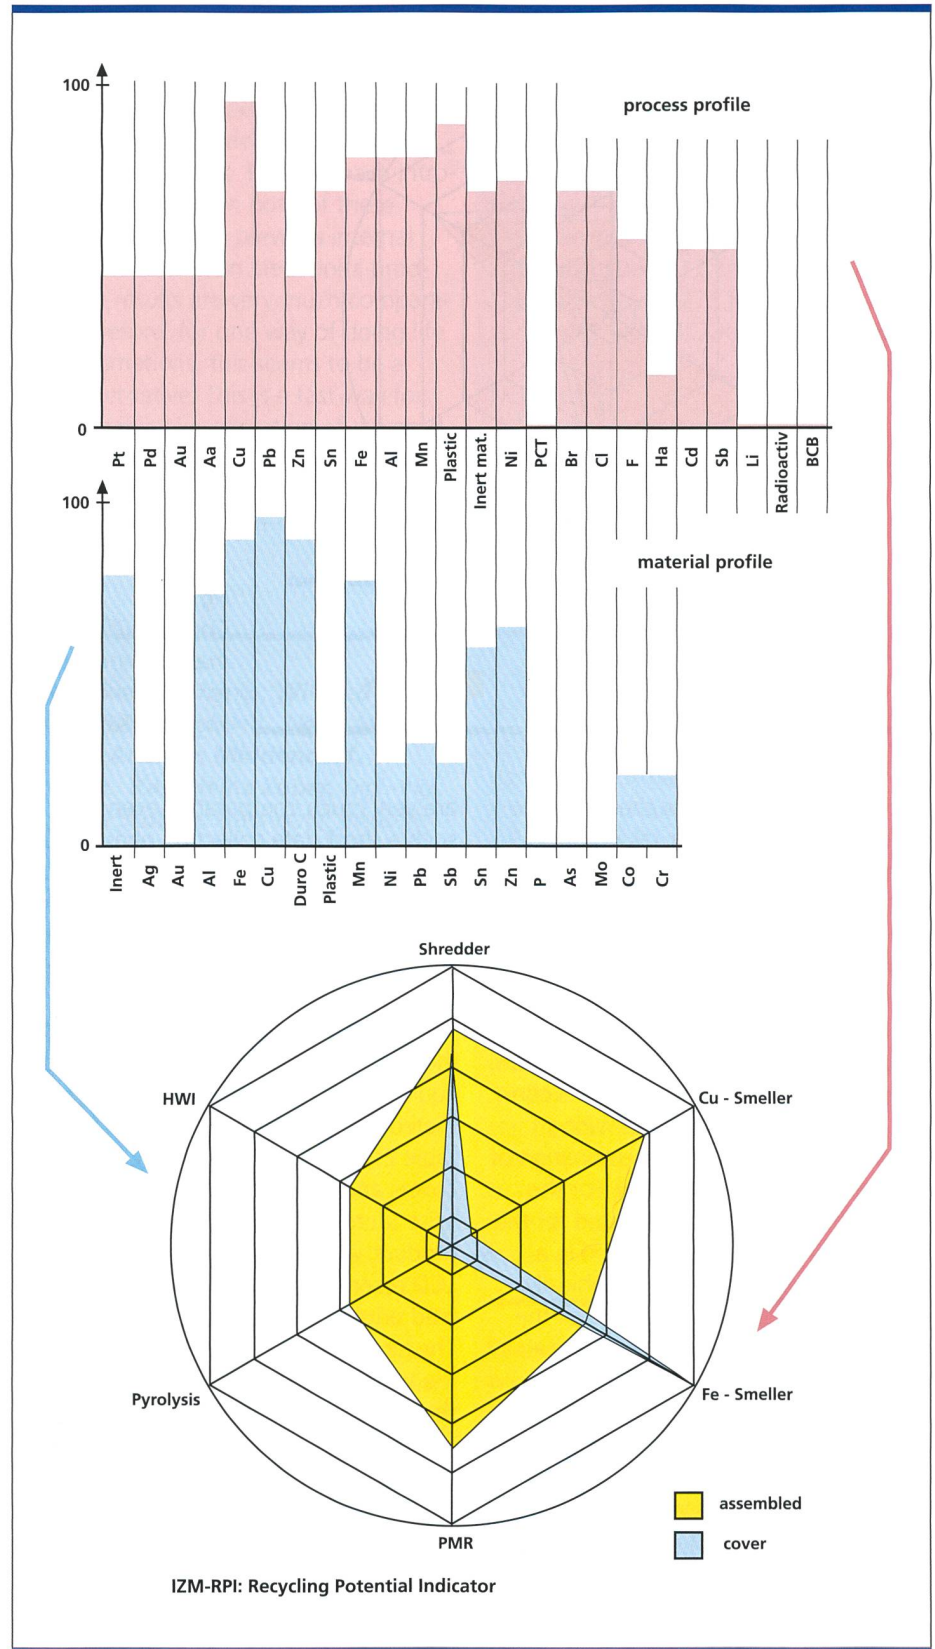 100
process profile
0
Pt
Pd
Au
Aa
Cu
Pb
Zn
Sn
Fe
Al
Mn
Plastic
Inert mat.
Ni
PCT
Br
Cl
F
Ha
Cd
Sb
Li
Radioactiv
BCB
100
material profile
0
Inert
Ag
Au
Al
Fe
Cu
Duro C
Plastic
Mn
Ni
Pb
Sb
Sn
Zn
P
As
Mo
Co
Cr
Shredder
HWI
Cu - Smeller
Pyrolysis
Fe - Smeller
PMR
assembled
cover
IZM-RPI: Recycling Potential Indicator